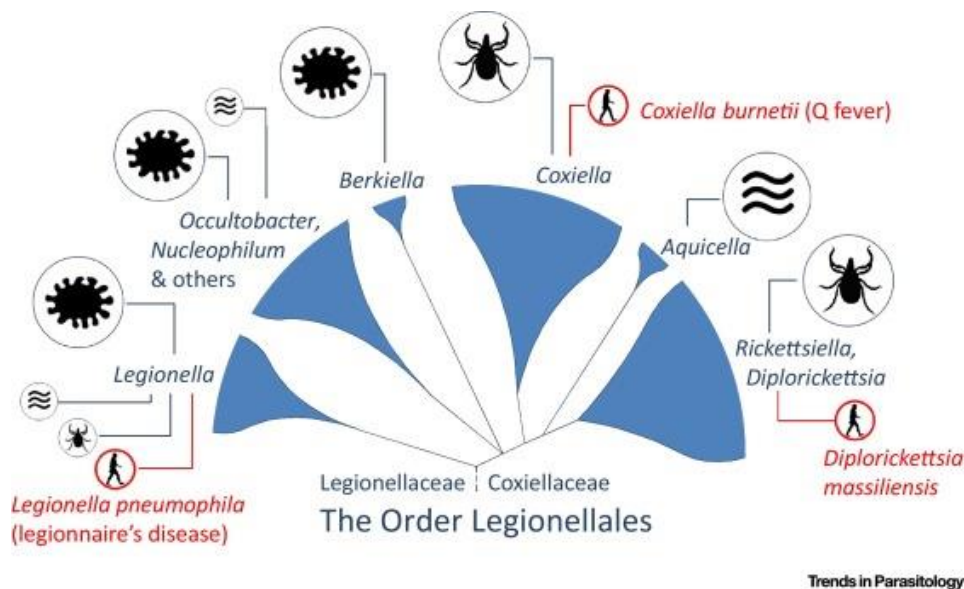 Coxiella burnetii (Q fever)
Berkiella
Coxiella
Occultobacter,
Nucleophilum
& others
Aquicella
Legionella
Rickettsiella,
Diplorickettsia
Legionella pneumophila
(legionnaire's disease)
Diplorickettsia
massiliensis
Legionellaceae Coxiellaceae
The Order Legionellales
Trends in Parasitology